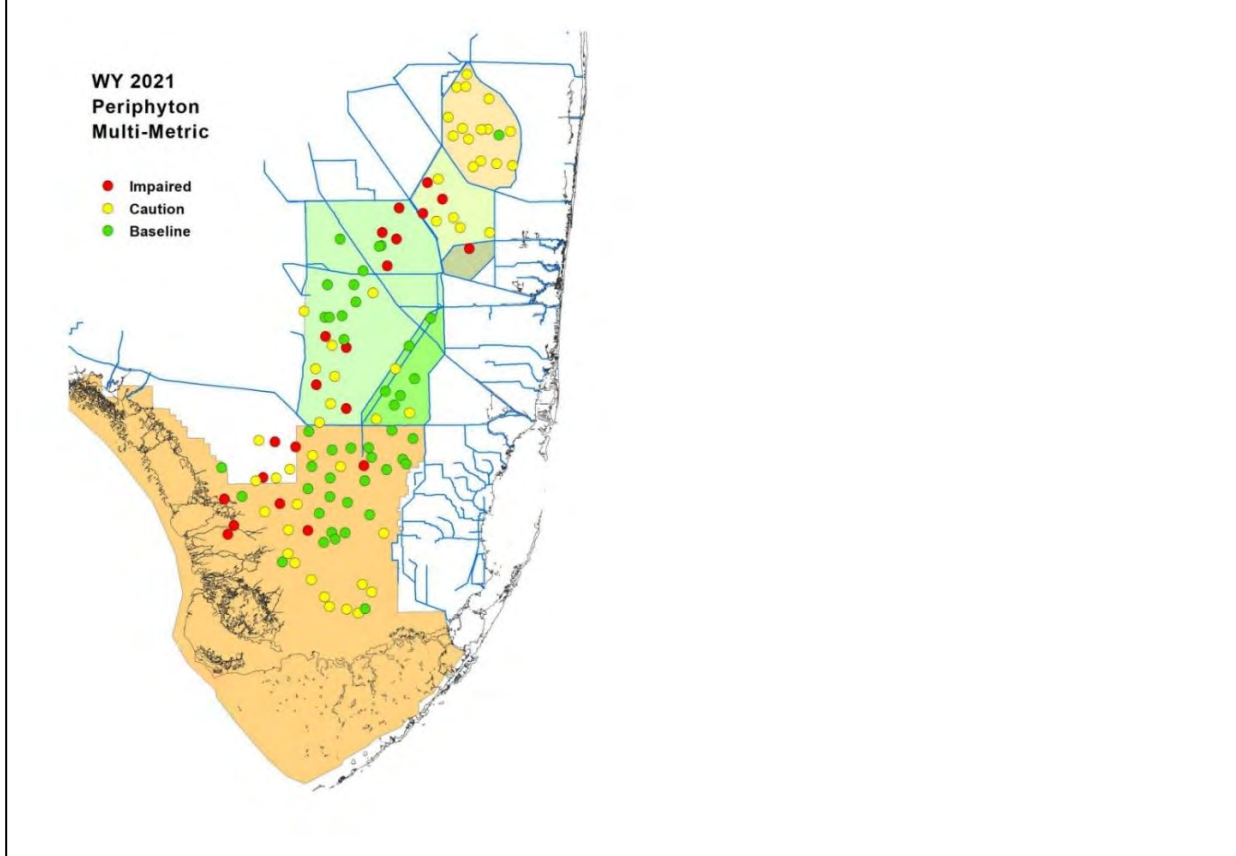 WY 2021
Periphyton
Multi-Metric
Impaired
Caution
Baseline